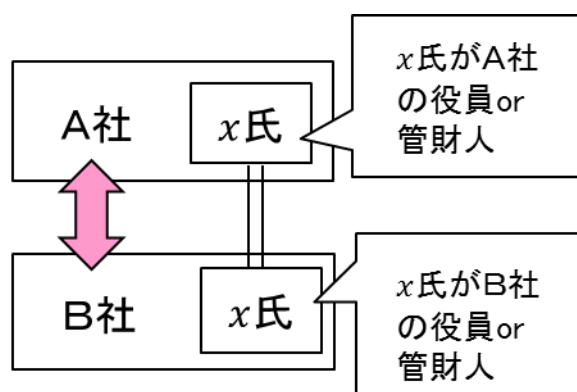 A社
𝑥氏
𝑥氏がA社
の役員or
管財人
B社
𝑥氏
𝑥氏がB社
の役員or
管財人